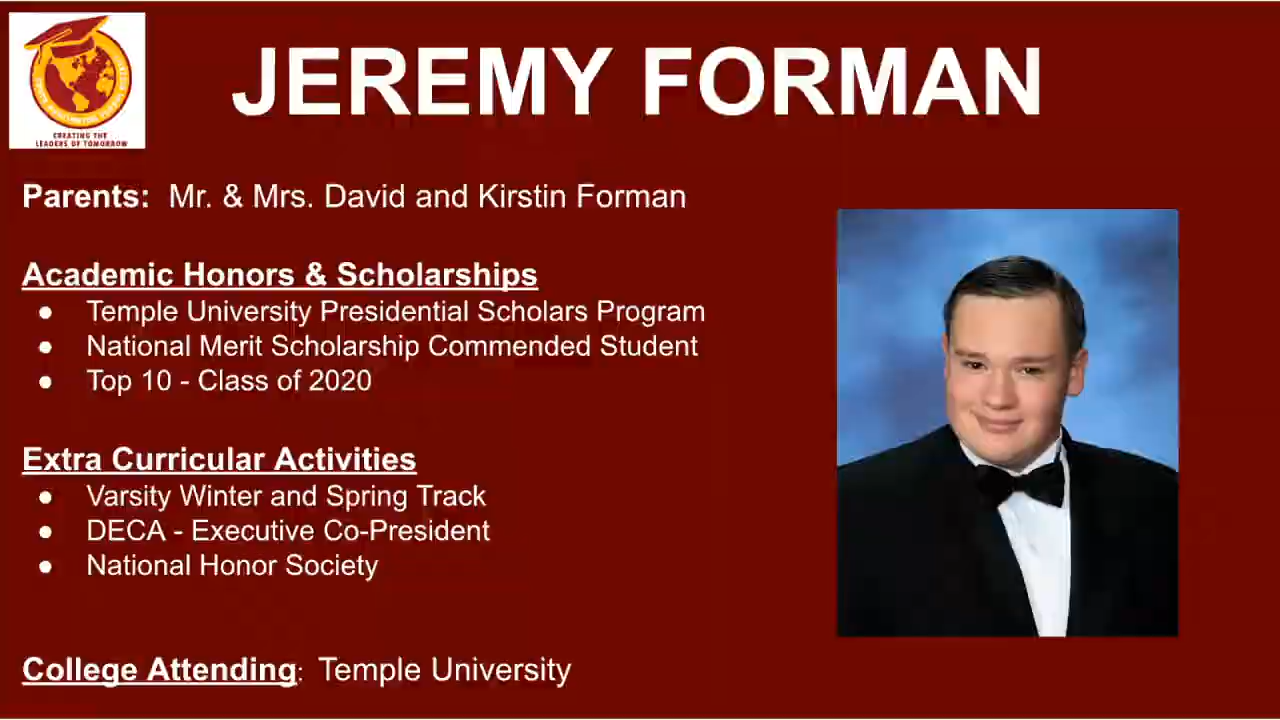 JEREMY FORMAN
CREATING THE
LEADERS OF TOMORROW
Parents: Mr. & Mrs. David and Kirstin Forman
Academic Honors & Scholarships
● Temple University Presidential Scholars Program
● National Merit Scholarship Commended Student
● Top 10 - Class of 2020
Extra Curricular Activities
● Varsity Winter and Spring Track
● DECA - Executive Co-President
● National Honor Society
College Attending: Temple University